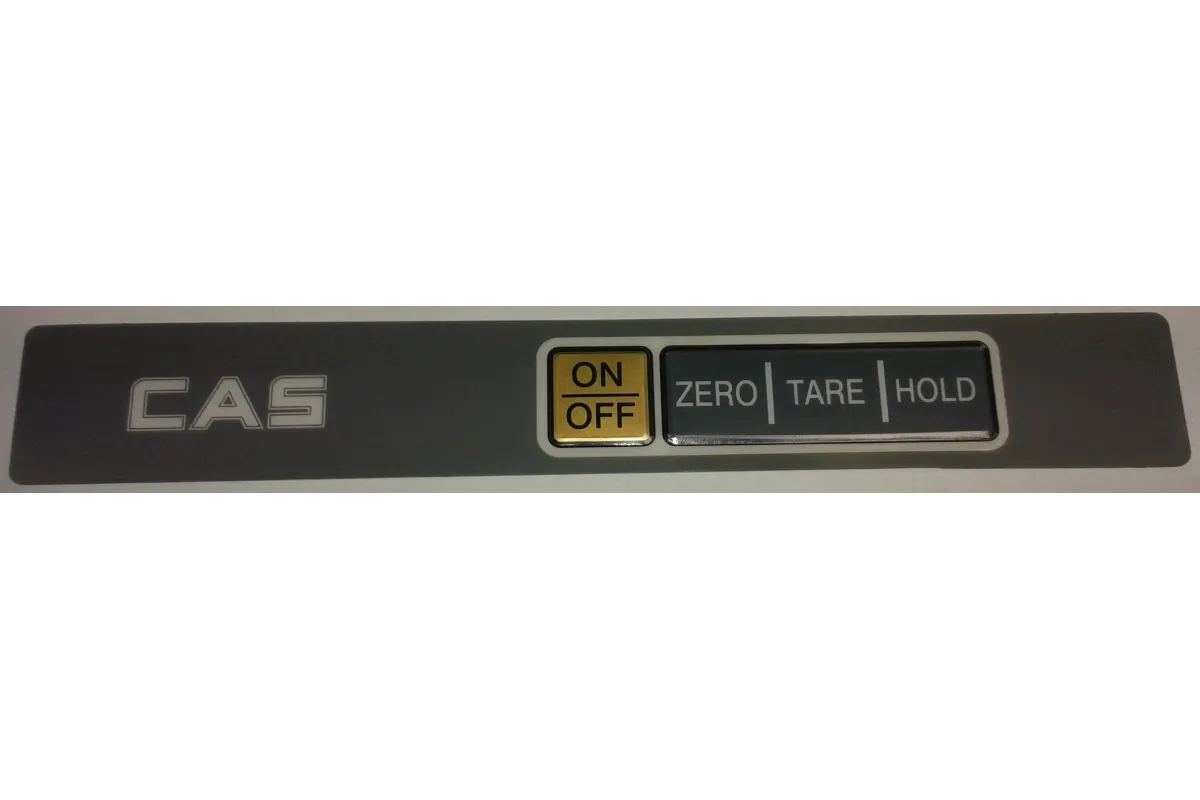 CAS
ON
OFF
ZERO | TARE | HOLD